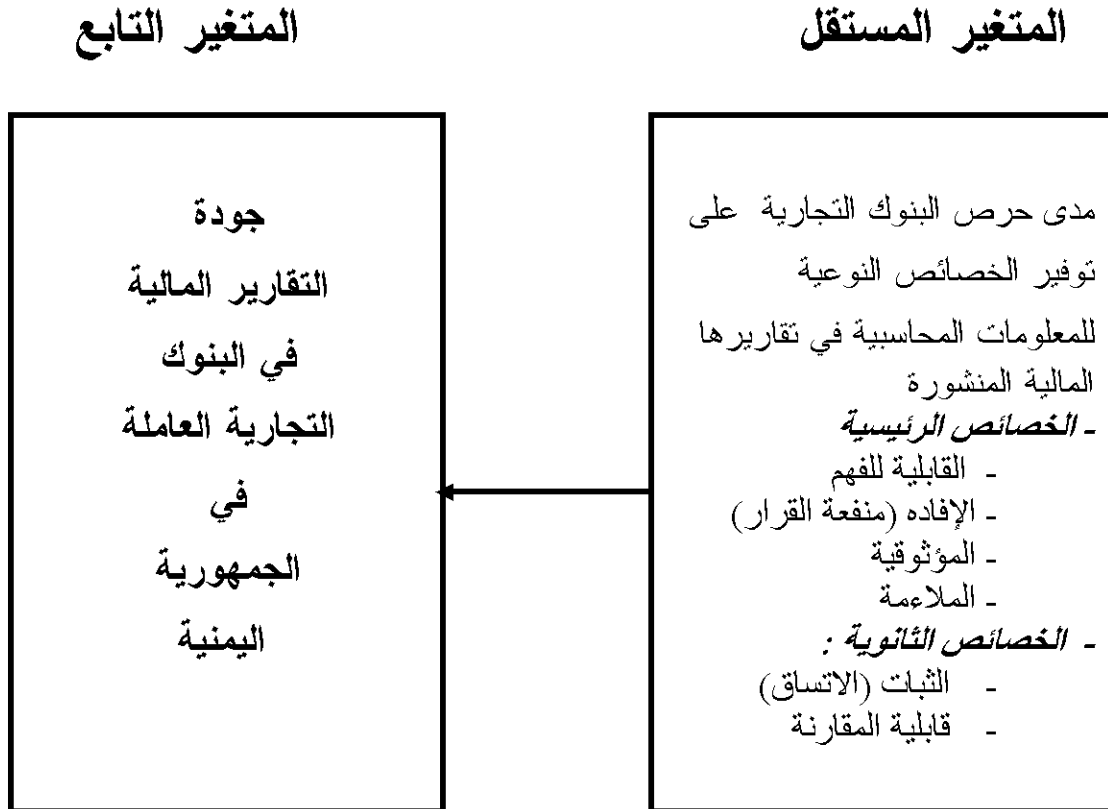 المتغير المستقل
مدى حرص البنوك التجارية على
توفير الخصائص النوعية
للمعلومات المحاسبية في تقاريرها
المالية المنشورة
- الخصائص الرئيسية
- القابلية للفهم
- الإفاده (منفعة القرار)
- المؤثوقية
- الملاءمة
- الخصائص الثانوية :
- الثبات (الاتساق)
- قابلية المقارنة
المتغير التابع
جودة
التقارير المالية
في البنوك
التجارية العاملة
في
الجمهورية
اليمنية